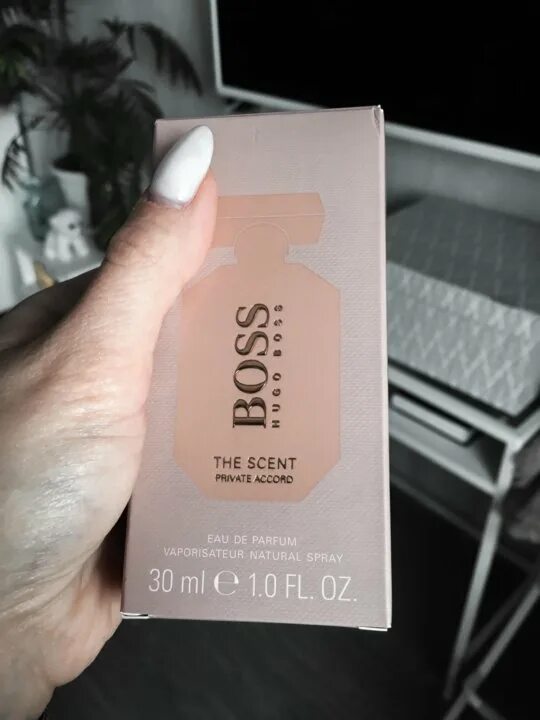 BOSS
HUGO BOSS
THE SCENT
PRIVATE ACCORD
EAU DE PARFUM
VAPORISATEUR NATURAL SPRAY
30 ml ℮ 1.0 FL. OZ.